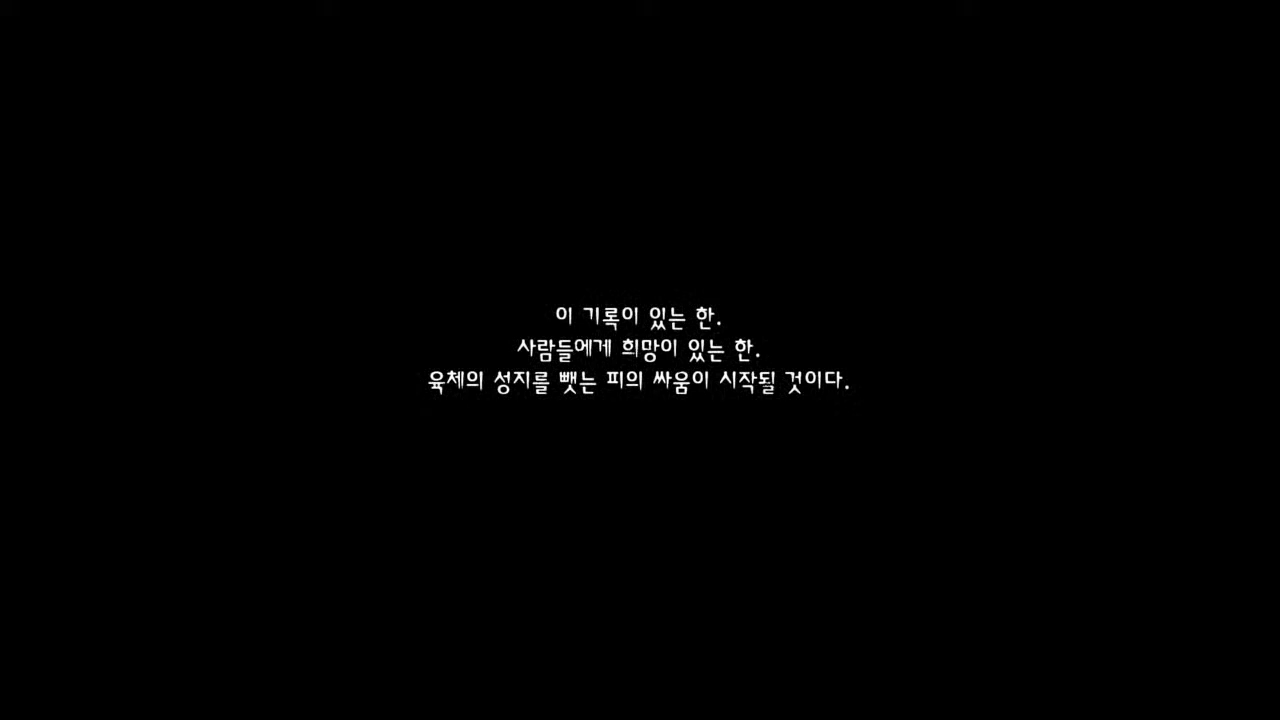 이 기록이 있는 한.
사람들에게 희망이 있는 한.
육체의 성지를 뺏는 피의 싸움이 시작될 것이다.